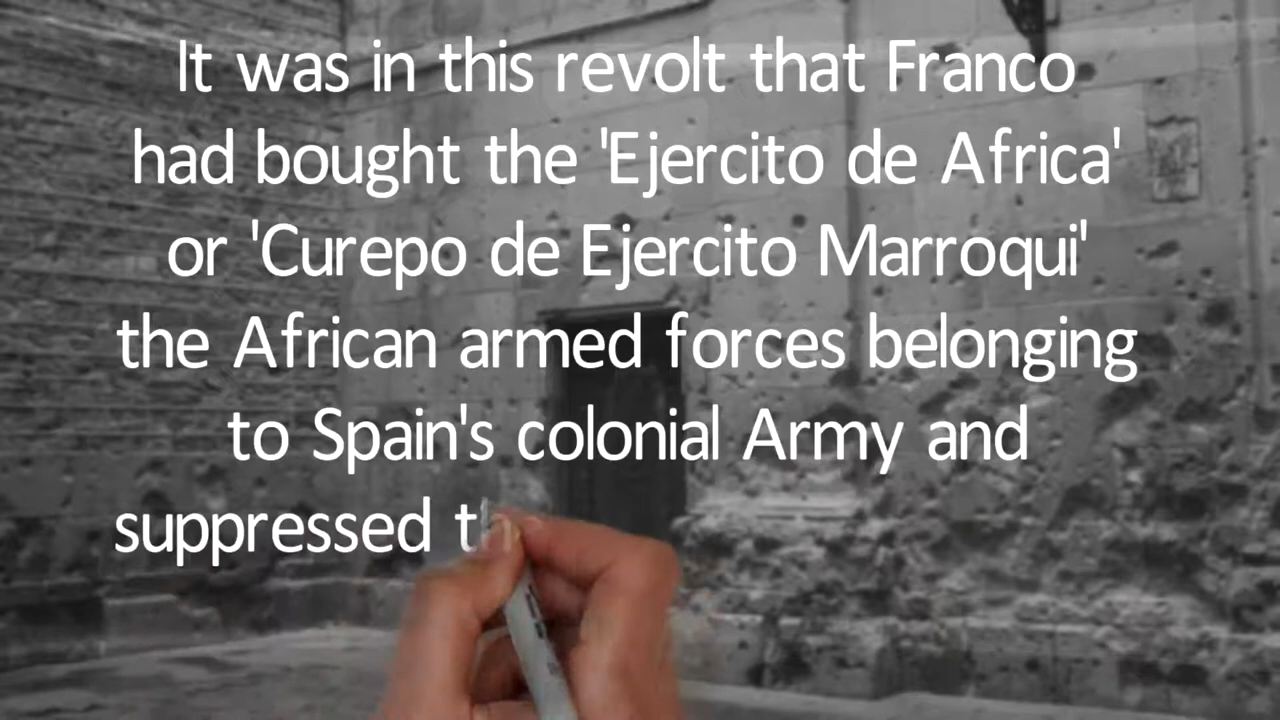 It was in this revolt that Franco
had bought the 'Ejercito de Africa'
or 'Curepo de Ejercito Marroqui'
the African armed forces belonging
to Spain's colonial Army and
suppressed